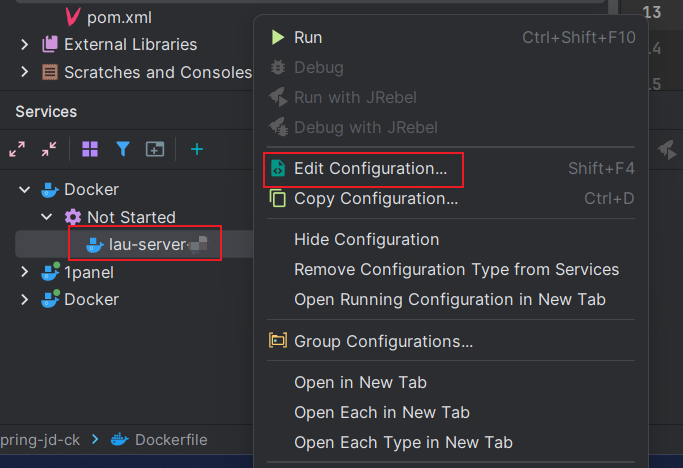 pom.xml
External Libraries
Scratches and Consoles
Services
Docker
Not Started
lau-server-
1panel
Docker
pring-jd-ck > Dockerfile
Run Ctrl+Shift+F10
Debug
Run with JRebel
Debug with JRebel
Edit Configuration... Shift+F4
Copy Configuration... Ctrl+D
Hide Configuration
Remove Configuration Type from Services
Open Running Configuration in New Tab
Group Configurations...
Open in New Tab
Open Each in New Tab
Open Each Type in New Tab
13
14
15